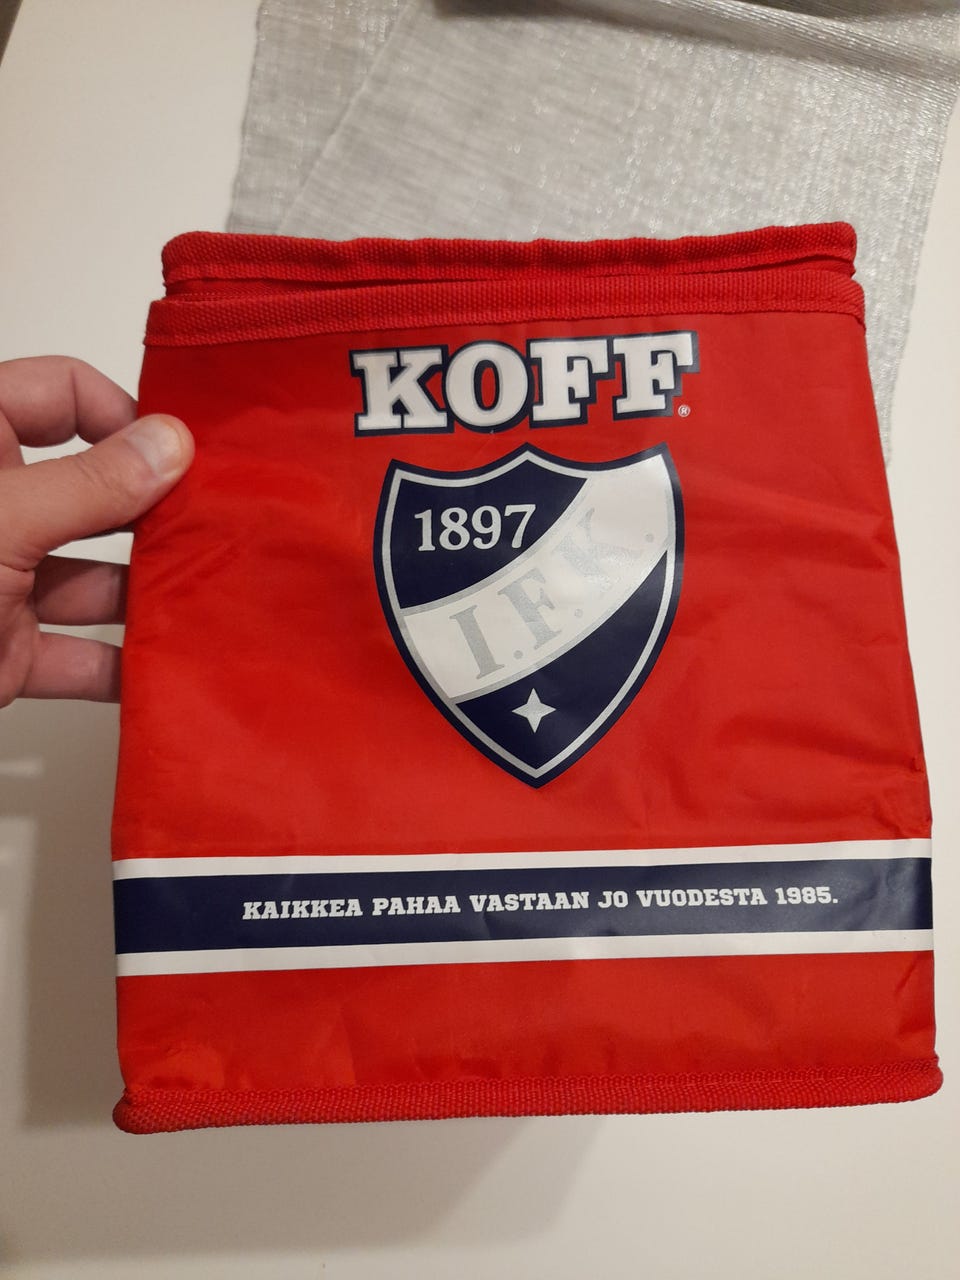 KOFF®
1897
I.F.K.
KAIKKEA PAHAA VASTAAN JO VUODESTA 1985.